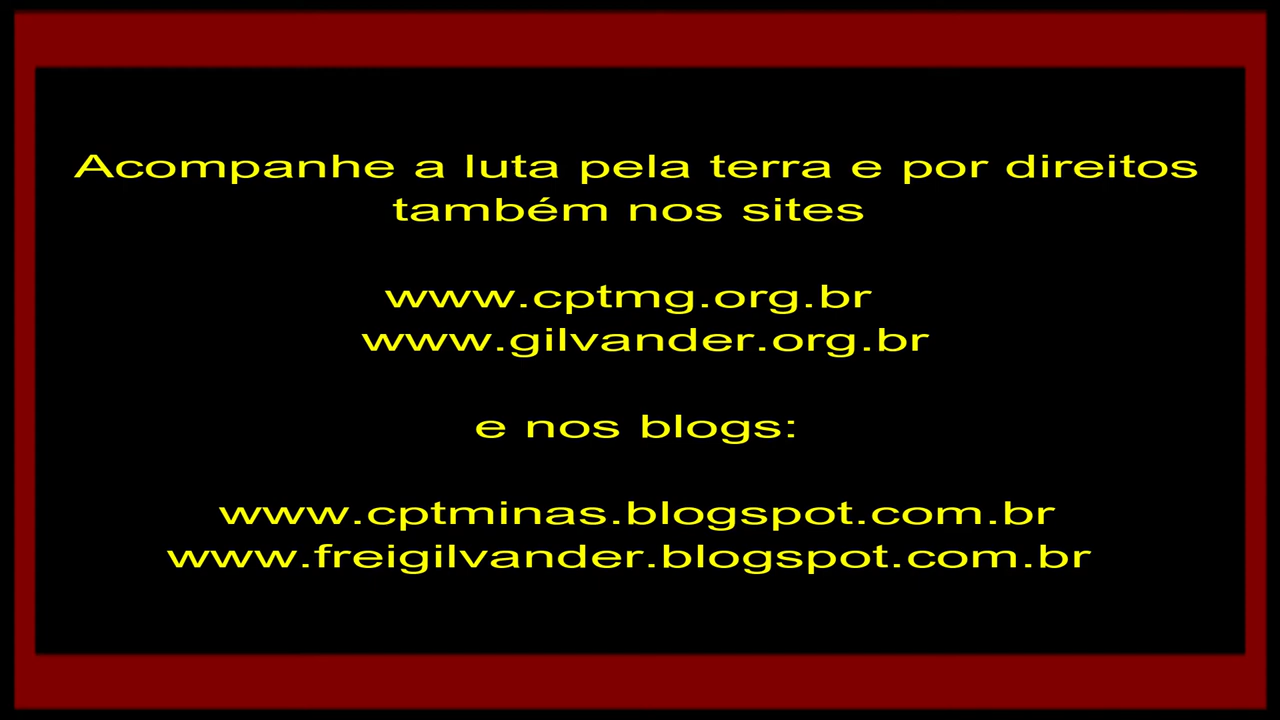 Acompanhe a luta pela terra e por direitos
também nos sites
www.cptmg.org.br
www.gilvander.org.br
e nos blogs:
www.cptminas.blogspot.com.br
www.freigilvander.blogspot.com.br